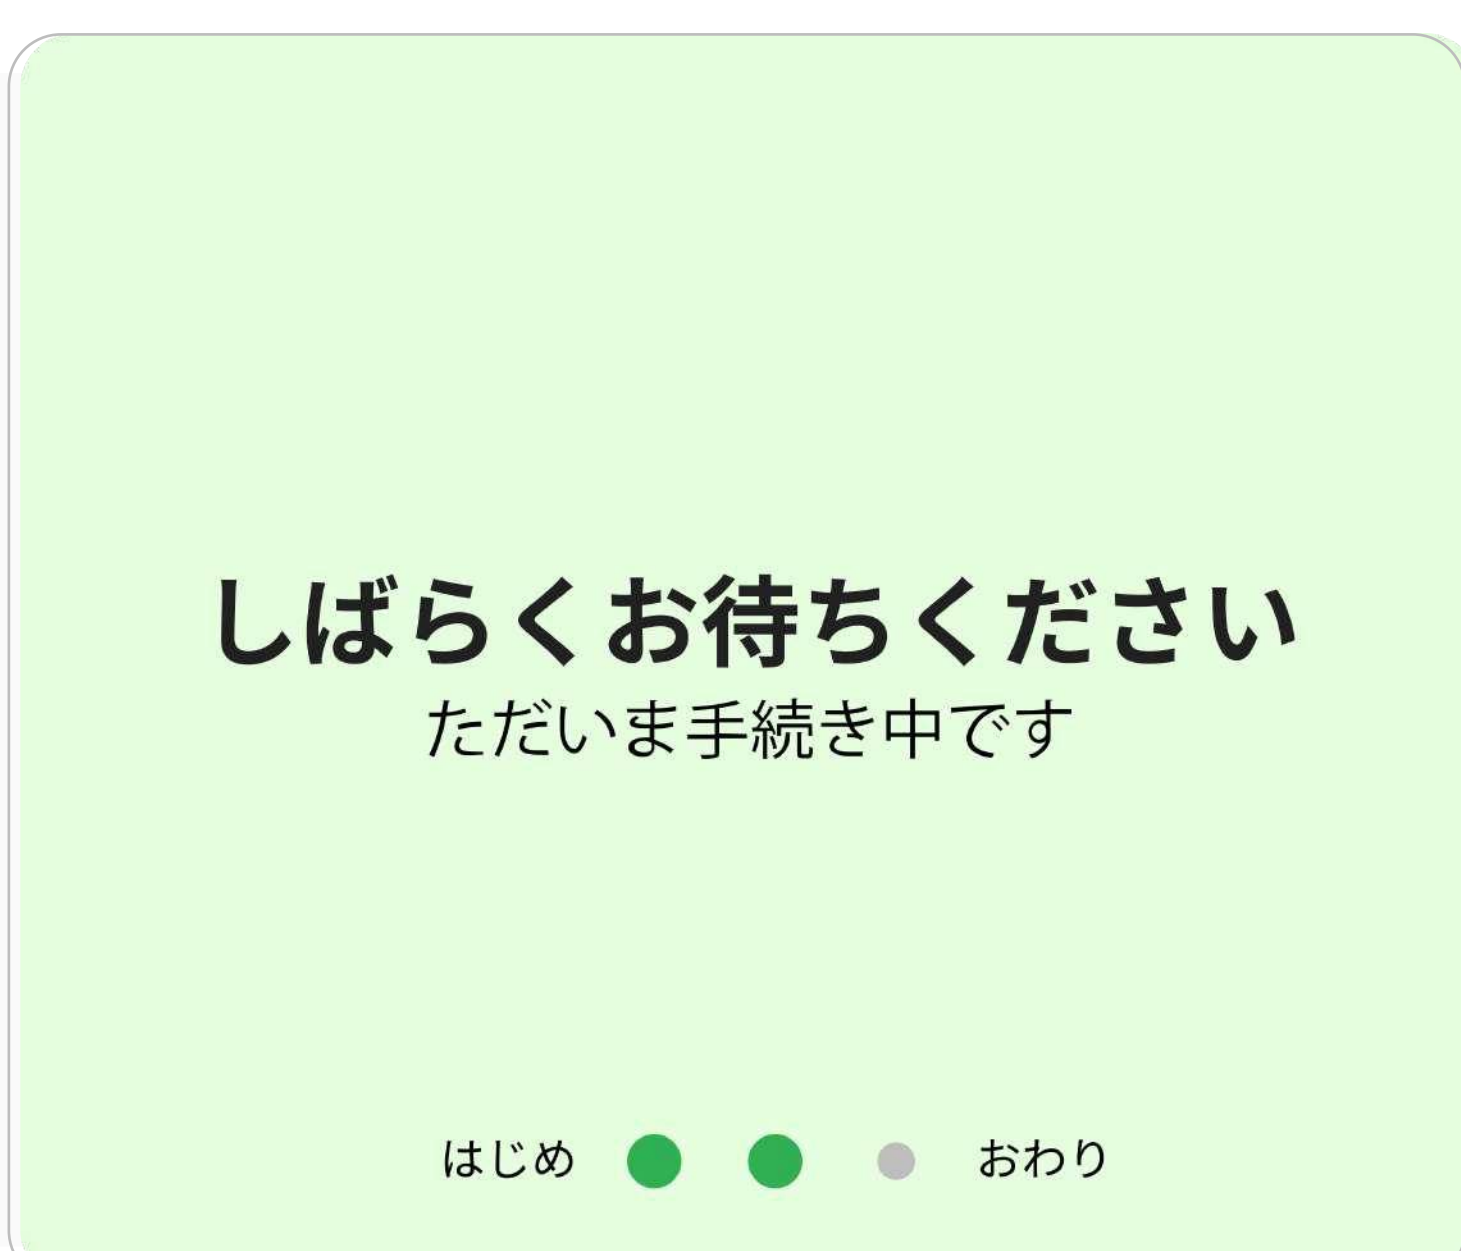 しばらくお待ちください
ただいま手続き中です
はじめ おわり